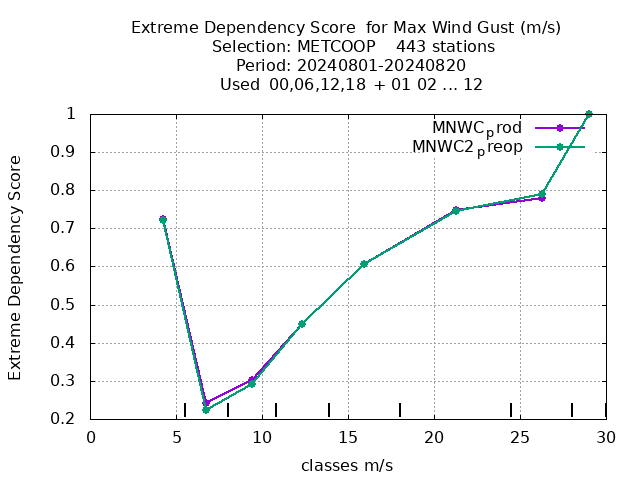 Extreme Dependency Score  for Max Wind Gust (m/s)
Selection: METCOOP    443 stations
Period: 20240801-20240820
Used  00,06,12,18  + 01 02 ... 12
MNWCprod
MNWC2preop
Extreme Dependency Score
1
0.9
0.8
0.7
0.6
0.5
0.4
0.3
0.2
0 5 10 15 20 25 30
classes m/s